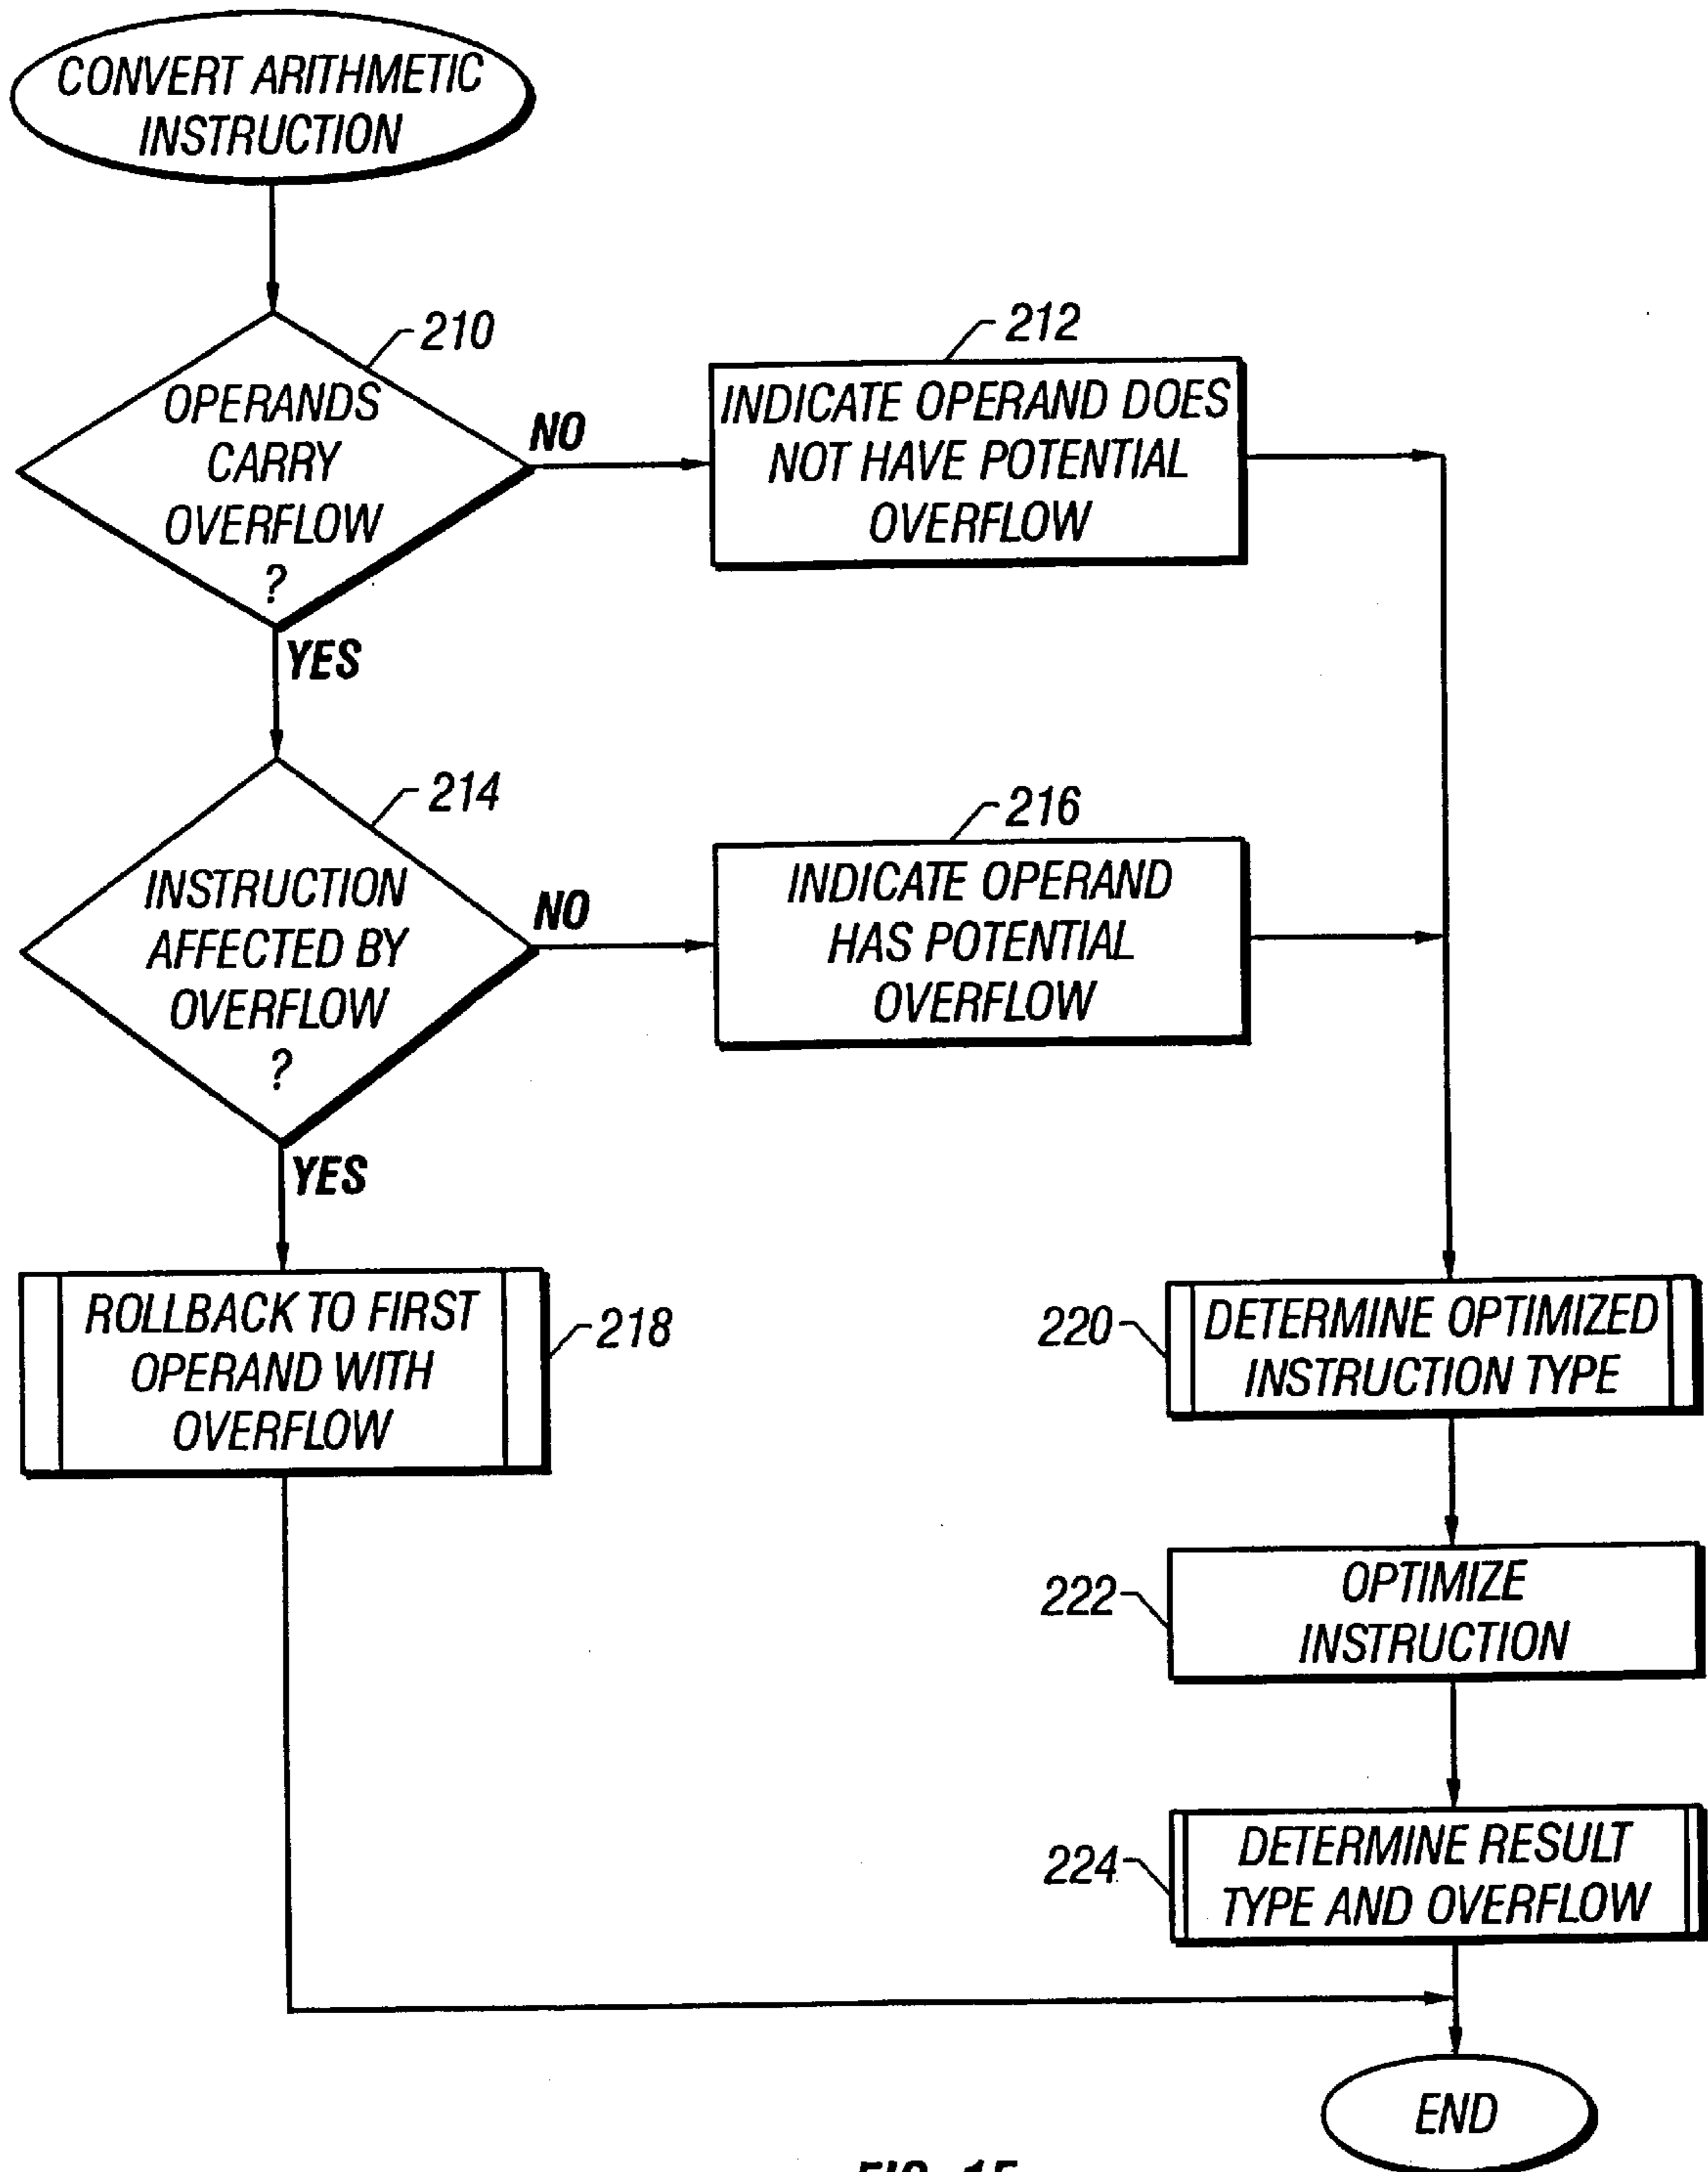 CONVERT ARITHMETIC
INSTRUCTION
210
OPERANDS
CARRY
OVERFLOW
?
NO
YES
212
INDICATE OPERAND DOES
NOT HAVE POTENTIAL
OVERFLOW
214
INSTRUCTION
AFFECTED BY
OVERFLOW
?
NO
YES
216
INDICATE OPERAND
HAS POTENTIAL
OVERFLOW
ROLLBACK TO FIRST
OPERAND WITH
OVERFLOW
218
220
DETERMINE OPTIMIZED
INSTRUCTION TYPE
222
OPTIMIZE
INSTRUCTION
224
DETERMINE RESULT
TYPE AND OVERFLOW
END
FIG. 15